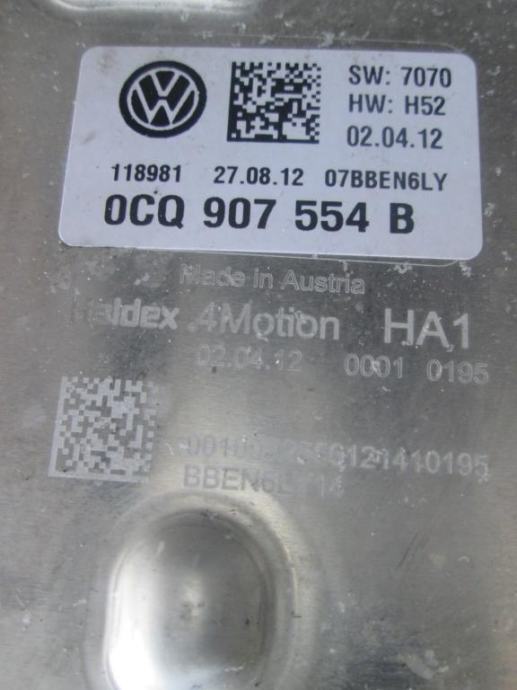 SW: 7070
HW: H52
02.04.12
118981 27.08.12 07BBEN6LY
0CQ 907 554 B
Made in Austria
Haldex .4Motion HA1
02.04.12 0001 0195